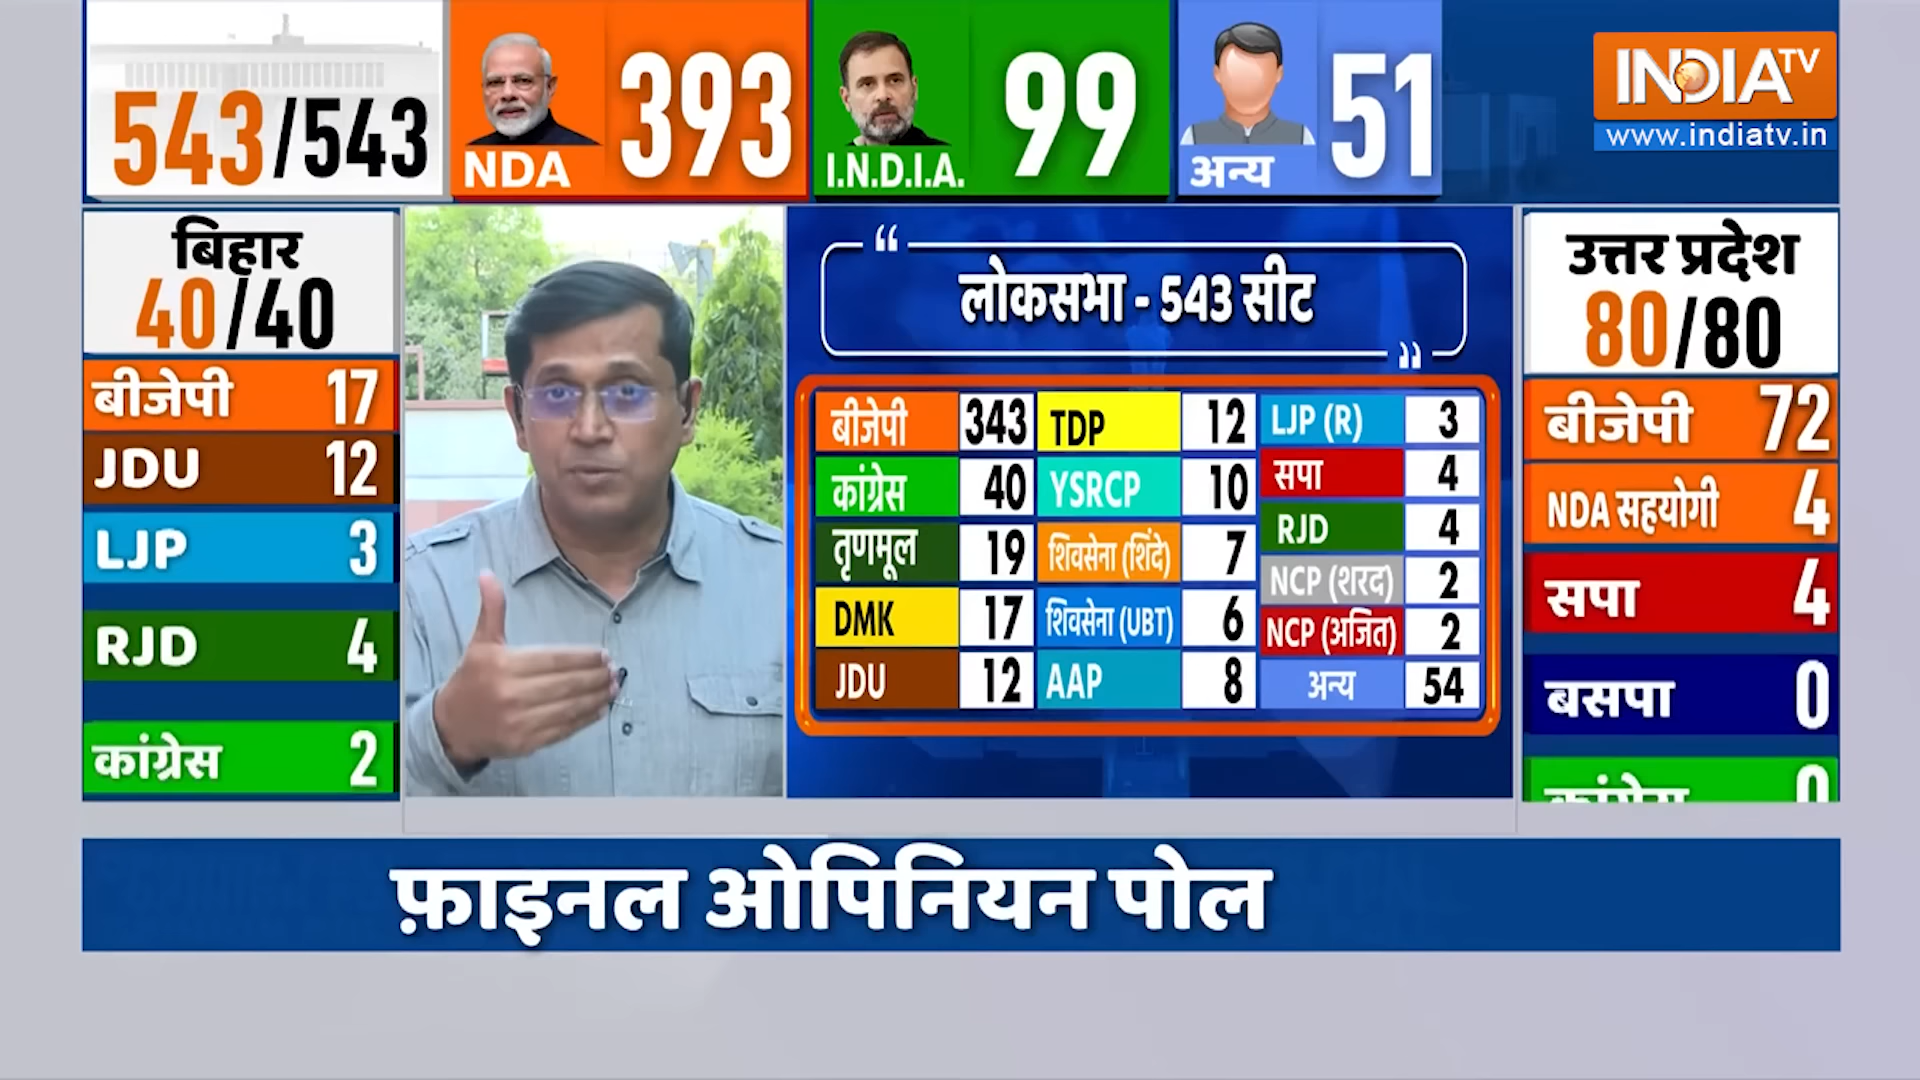 543/543
NDA 393
I.N.D.I.A. 99
अन्य 51
INDIA TV
www.indiatv.in
बिहार
40/40
बीजेपी 17
JDU 12
LJP 3
RJD 4
कांग्रेस 2
“
लोकसभा - 543 सीट
”
बीजेपी 343 TDP 12 LJP (R) 3
कांग्रेस 40 YSRCP 10 सपा 4
तृणमूल 19 शिवसेना (शिंदे) 7 RJD 4
NCP (शरद) 2
DMK 17 शिवसेना (UBT) 6 NCP (अजित) 2
JDU 12 AAP 8 अन्य 54
उत्तर प्रदेश
80/80
बीजेपी 72
NDA सहयोगी 4
सपा 4
बसपा 0
कांग्रेस 0
फ़ाइनल ओपिनियन पोल